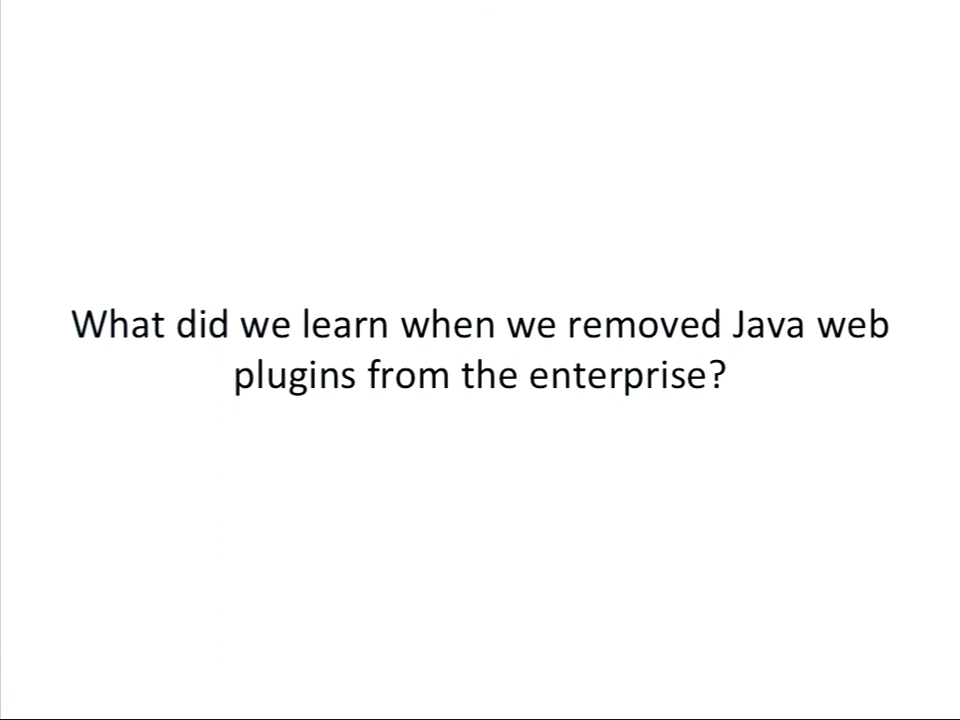 What did we learn when we removed Java web
plugins from the enterprise?